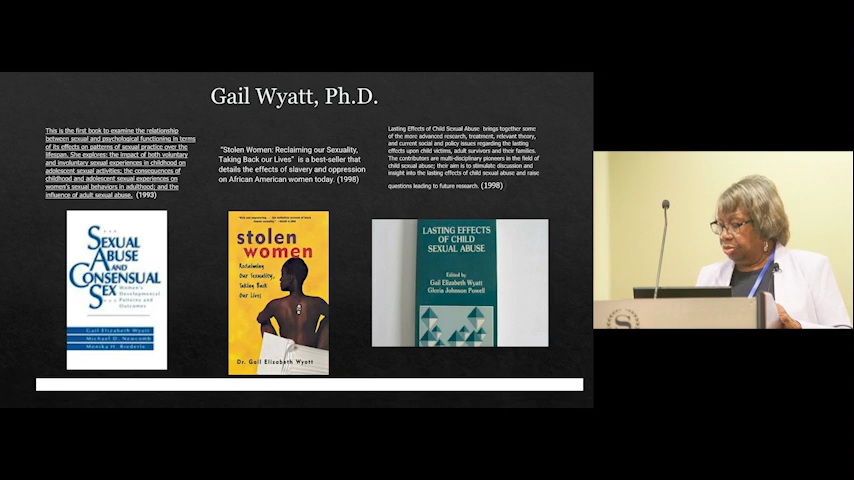 Gail Wyatt, Ph.D.
This is the first book to examine the relationship
between sexual and psychological functioning in terms
of its effects on patterns of sexual practice over the
lifespan. She explores: the impact of both voluntary
and involuntary sexual experiences in childhood on
adolescent sexual activities; the consequences of
childhood and adolescent sexual experiences on
women's sexual behaviors in adulthood; and the
influence of adult sexual abuse. (1993)
"Stolen Women: Reclaiming our Sexuality,
Taking Back our Lives" is a best-seller that
details the effects of slavery and oppression
on African American women today. (1998)
Lasting Effects of Child Sexual Abuse brings together some
of the more advanced research, treatment, relevant theory,
and current social and policy issues regarding the lasting
effects upon child victims, adult survivors and their families.
The contributors are multi-disciplinary pioneers in the field of
child sexual abuse; their aim is to stimulate discussion and
insight into the lasting effects of child sexual abuse and raise
questions leading to future research. (1998)
SEXUAL
ABUSE AND
CONSENSUAL
SEX
Women's
Developmental
Patterns and
Outcomes
Gail Elizabeth Wyatt
Michael D. Newcomb
Monika H. Riederle
stolen
women
Reclaiming
Our Sexuality,
Taking Back
Our Lives
Dr. Gail Elizabeth Wyatt
LASTING EFFECTS
OF CHILD
SEXUAL ABUSE
Edited by
Gail Elizabeth Wyatt
Gloria Johnson Powell
S